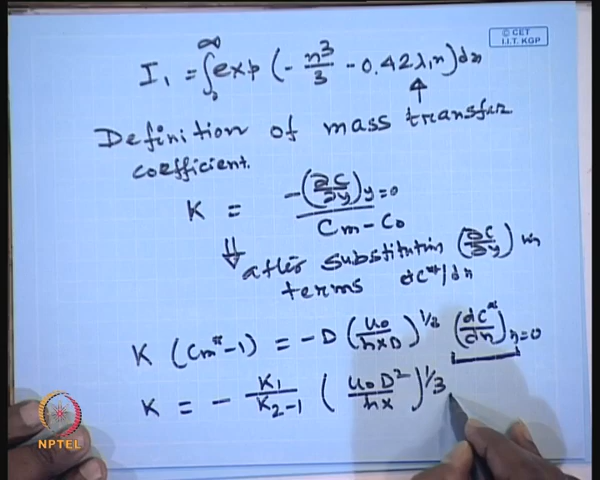 © CET
I.I.T. KGP
I₁ = ∫₀^∞ exp (- η³/3 - 0.42λ₁η) dη
Definition of mass transfer
coefficient.
K = -(∂C/∂y)y=0 / Cm - C0
⇓ after substitution (∂C/∂y) in
terms dC*/dη
K (Cm* - 1) = - D (u0/hxD)^1/3 (dC*/dη)η=0
K = - K1/K2-1 (u0D²/hx)^1/3
NPTEL